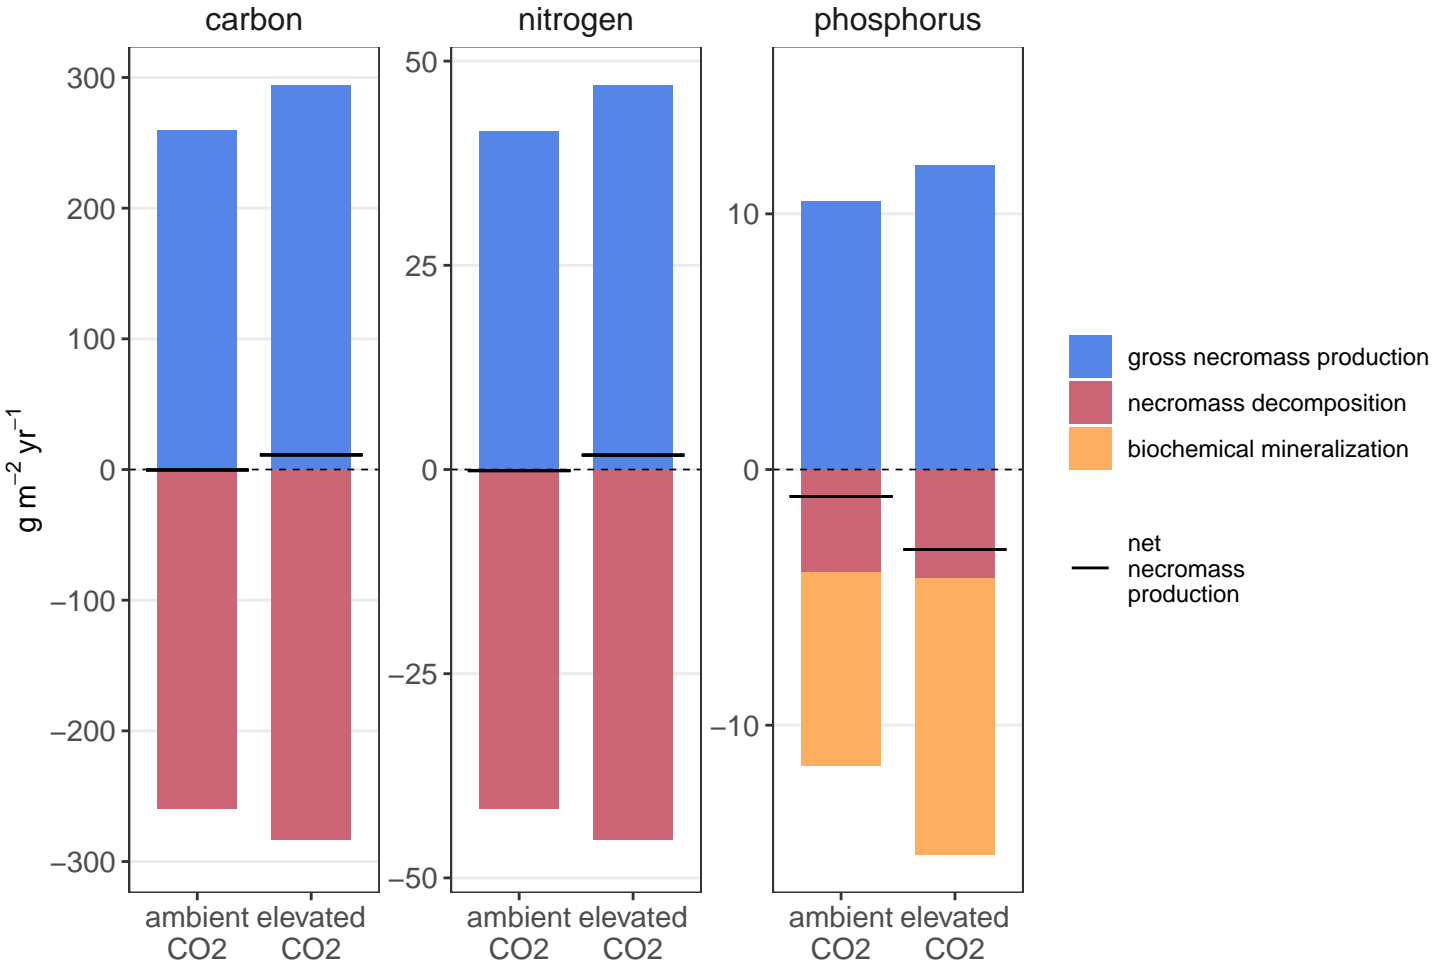 carbon
nitrogen
phosphorus
g m−2 yr−1
300
200
100
0
−100
−200
−300
50
25
0
−25
−50
10
0
−10
ambient
CO2
elevated
CO2
ambient
CO2
elevated
CO2
ambient
CO2
elevated
CO2
gross necromass production
necromass decomposition
biochemical mineralization
net
necromass
production